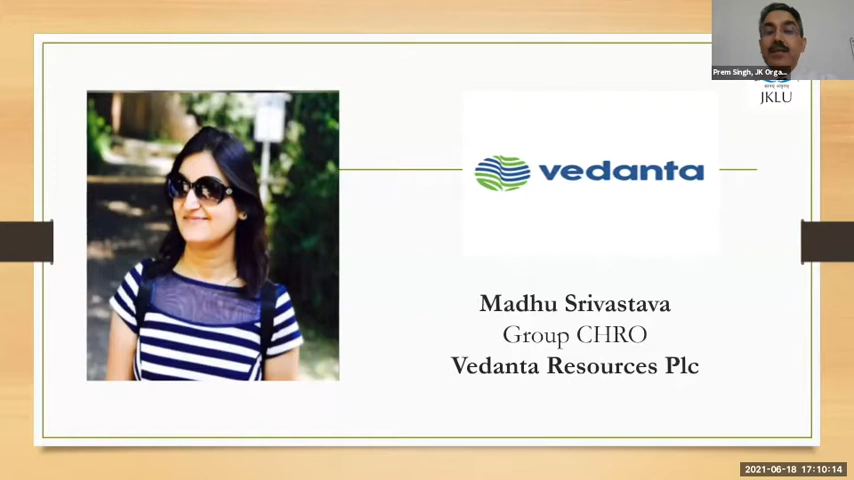 Prem Singh, JK Orga...
JKLU
vedanta
Madhu Srivastava
Group CHRO
Vedanta Resources Plc
2021-06-18 17:10:14